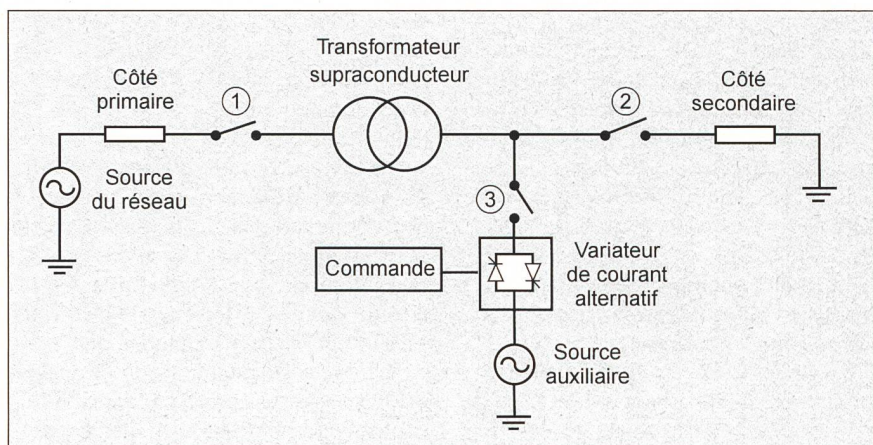 Transformateur
supraconducteur
Côté
primaire
1
2
Côté
secondaire
Source
du réseau
3
Commande
Variateur
de courant
alternatif
Source
auxiliaire